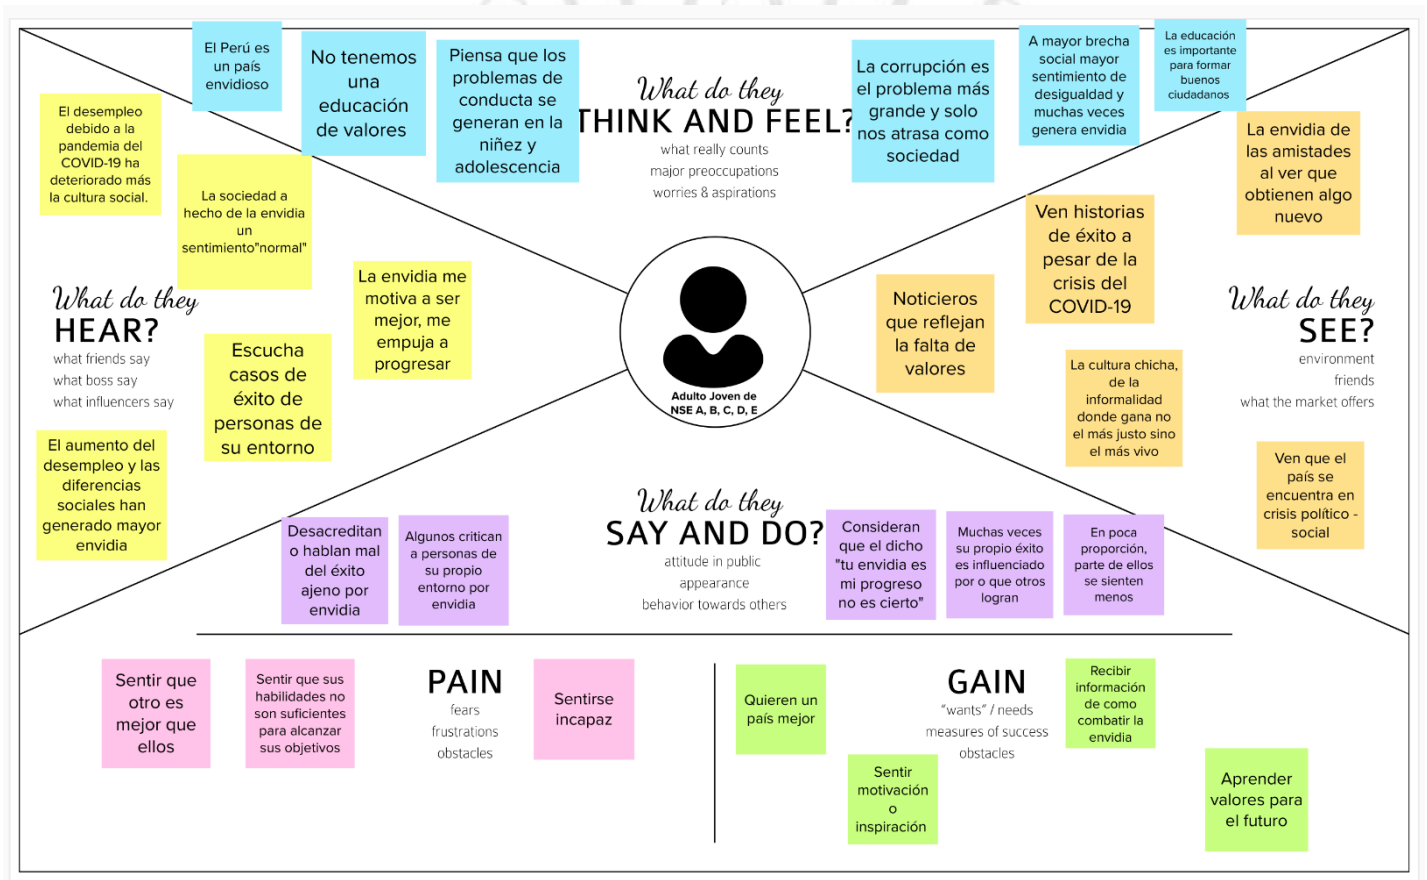 El Perú es
un país
envidioso
No tenemos
una
educación
de valores
Piensa que los
problemas de
conducta se
generan en la
niñez y
adolescencia
What do they
THINK AND FEEL?
what really counts
major preoccupations
worries & aspirations
La corrupción es
el problema más
grande y solo
nos atrasa como
sociedad
A mayor brecha
social mayor
sentimiento de
desigualdad y
muchas veces
genera envidia
La educación
es importante
para formar
buenos
ciudadanos
El desempleo
debido a la
pandemia del
COVID-19 ha
deteriorado más
la cultura social.
La sociedad a
hecho de la envidia
un
sentimiento"normal"
La envidia me
motiva a ser
mejor, me
empuja a
progresar
What do they
HEAR?
what friends say
what boss say
what influencers say
Escucha
casos de
éxito de
personas de
su entorno
El aumento del
desempleo y las
diferencias
sociales han
generado mayor
envidia
Adulto Joven de
NSE A, B, C, D, E
La envidia de
las amistades
al ver que
obtienen algo
nuevo
Ven historias
de éxito a
pesar de la
crisis del
COVID-19
Noticieros
que reflejan
la falta de
valores
What do they
SEE?
environment
friends
what the market offers
La cultura chicha,
de la
informalidad
donde gana no
el más justo sino
el más vivo
Ven que el
país se
encuentra en
crisis político -
social
Desacreditan
o hablan mal
del éxito
ajeno por
envidia
Algunos critican
a personas de
su propio
entorno por
envidia
What do they
SAY AND DO?
attitude in public
appearance
behavior towards others
Consideran
que el dicho
"tu envidia es
mi progreso
no es cierto"
Muchas veces
su propio éxito
es influenciado
por o que otros
logran
En poca
proporción,
parte de ellos
se sienten
menos
Sentir que
otro es
mejor que
ellos
Sentir que sus
habilidades no
son suficientes
para alcanzar
sus objetivos
PAIN
fears
frustrations
obstacles
Sentirse
incapaz
Quieren un
país mejor
Sentir
motivación
o
inspiración
GAIN
"wants" / needs
measures of success
obstacles
Recibir
información
de como
combatir la
envidia
Aprender
valores para
el futuro